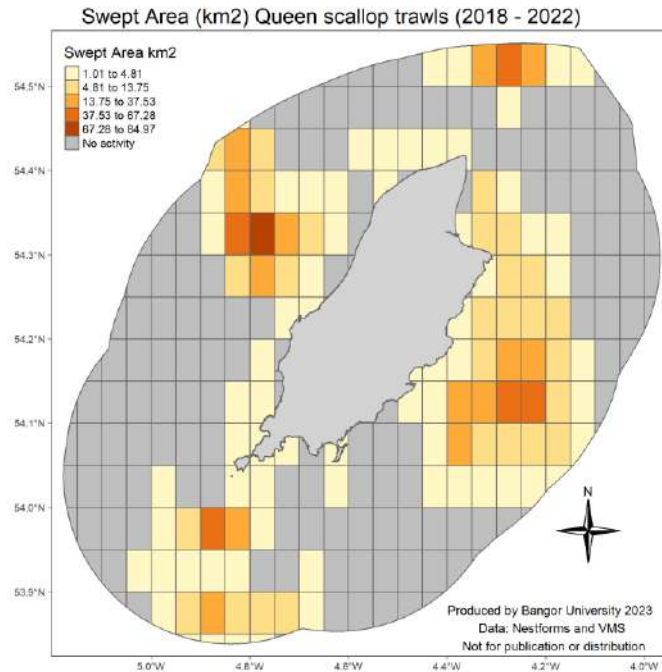 Swept Area (km2) Queen scallop trawls (2018 - 2022)
Swept Area km2
1.01 to 4.81
4.81 to 13.75
13.75 to 37.53
37.53 to 67.28
67.28 to 84.97
No activity
54.5°N
54.4°N
54.3°N
54.2°N
54.1°N
54.0°N
53.9°N
N
Produced by Bangor University 2023
Data: Nestforms and VMS
Not for publication or distribution
5.0°W 4.8°W 4.6°W 4.4°W 4.2°W 4.0°W